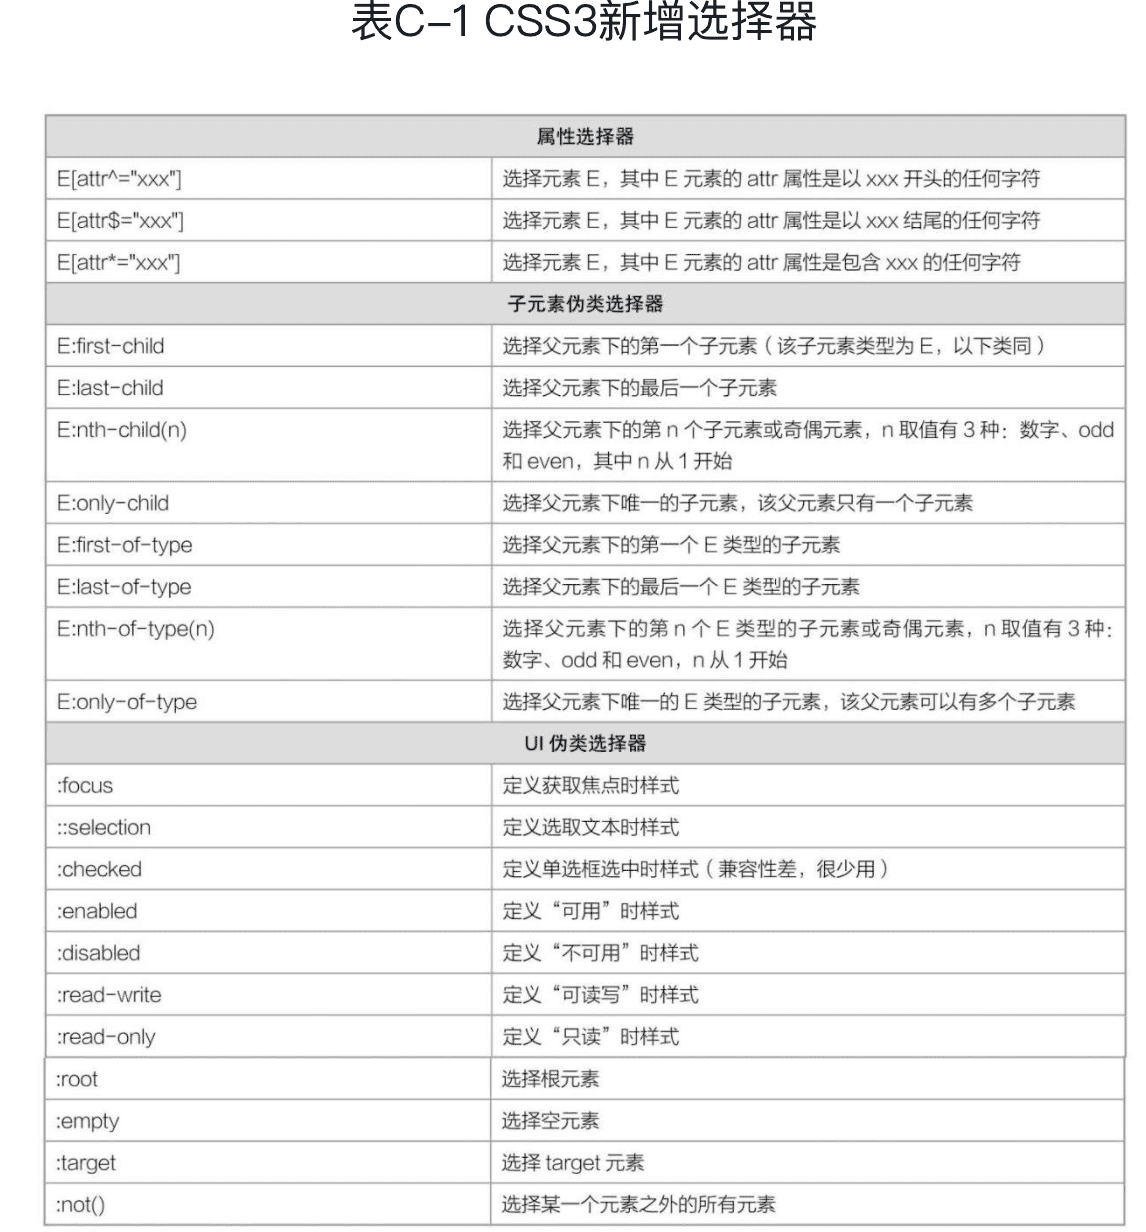 表C-1 CSS3新增选择器
属性选择器
E[attr^="xxx"]
选择元素 E，其中 E 元素的 attr 属性是以 xxx 开头的任何字符
E[attr$="xxx"]
选择元素 E，其中 E 元素的 attr 属性是以 xxx 结尾的任何字符
E[attr*="xxx"]
选择元素 E，其中 E 元素的 attr 属性是包含 xxx 的任何字符
子元素伪类选择器
E:first-child
选择父元素下的第一个子元素（该子元素类型为 E，以下类同）
E:last-child
选择父元素下的最后一个子元素
E:nth-child(n)
选择父元素下的第 n 个子元素或奇偶元素，n 取值有 3 种：数字、odd
和 even，其中 n 从 1 开始
E:only-child
选择父元素下唯一的子元素，该父元素只有一个子元素
E:first-of-type
选择父元素下的第一个 E 类型的子元素
E:last-of-type
选择父元素下的最后一个 E 类型的子元素
E:nth-of-type(n)
选择父元素下的第 n 个 E 类型的子元素或奇偶元素，n 取值有 3 种：
数字、odd 和 even，n 从 1 开始
E:only-of-type
选择父元素下唯一的 E 类型的子元素，该父元素可以有多个子元素
UI 伪类选择器
:focus
定义获取焦点时样式
::selection
定义选取文本时样式
:checked
定义单选框选中时样式（兼容性差，很少用）
:enabled
定义“可用”时样式
:disabled
定义“不可用”时样式
:read-write
定义“可读写”时样式
:read-only
定义“只读”时样式
:root
选择根元素
:empty
选择空元素
:target
选择 target 元素
:not()
选择某一个元素之外的所有元素